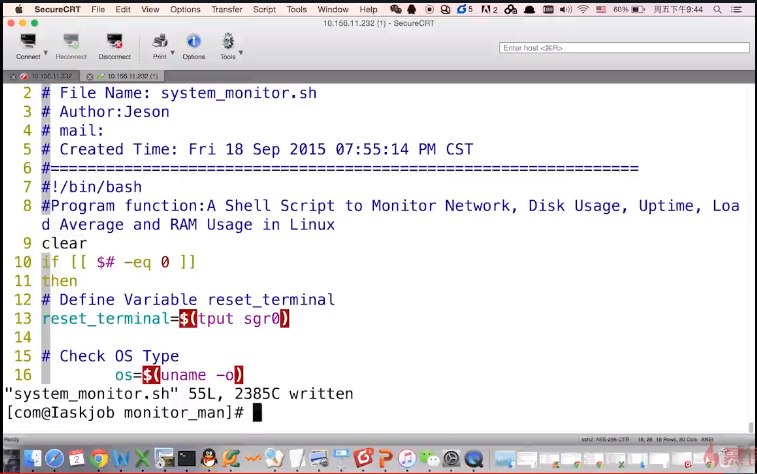 SecureCRT File Edit View Options Transfer Script Tools Window Help 5 2 60% 周五下午9:44
10.156.11.232 (1) - SecureCRT
Connect Reconnect Disconnect Print Options Tools Enter host <⌘R>
10.156.11.232 10.156.11.232 (1)
2 # File Name: system_monitor.sh
3 # Author:Jeson
4 # mail:
5 # Created Time: Fri 18 Sep 2015 07:55:14 PM CST
6 #================================================================
7 #!/bin/bash
8 #Program function:A Shell Script to Monitor Network, Disk Usage, Uptime, Loa
d Average and RAM Usage in Linux
9 clear
10 if [[ $# -eq 0 ]]
11 then
12 # Define Variable reset_terminal
13 reset_terminal=$(tput sgr0)
14
15 # Check OS Type
16 os=$(uname -o)
"system_monitor.sh" 55L, 2385C written
[com@Iaskjob monitor_man]#
Ready ssh2: AES-256-CTR 18, 28 18 Rows, 80 Cols ANSI